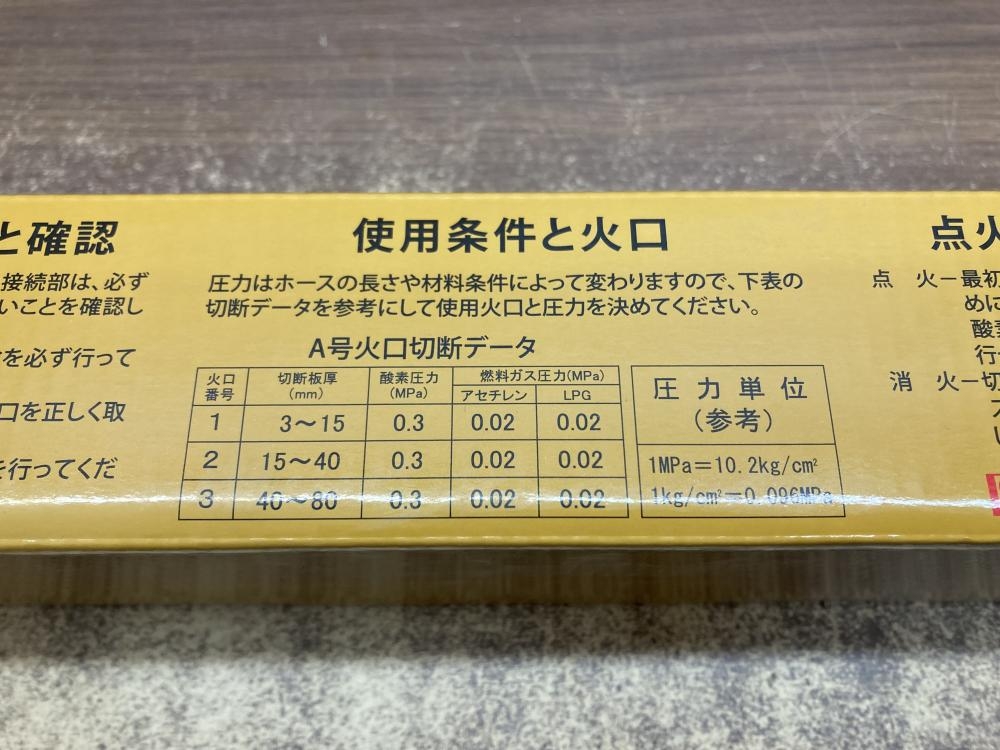 と確認
接続部は、必ず
いことを確認し
を必ず行って
口を正しく取
を行ってくだ
使用条件と火口
圧力はホースの長さや材料条件によって変わりますので、下表の
切断データを参考にして使用火口と圧力を決めてください。
A号火口切断データ
火口番号 切断板厚(mm) 酸素圧力(MPa) 燃料ガス圧力(MPa)
アセチレン LPG
1 3〜15 0.3 0.02 0.02
2 15〜40 0.3 0.02 0.02
3 40〜80 0.3 0.02 0.02
圧力単位
(参考)
1MPa=10.2kg/cm²
1kg/cm²=0.096MPa
点火
点 火−最初
めに
酸素
行
消 火−切